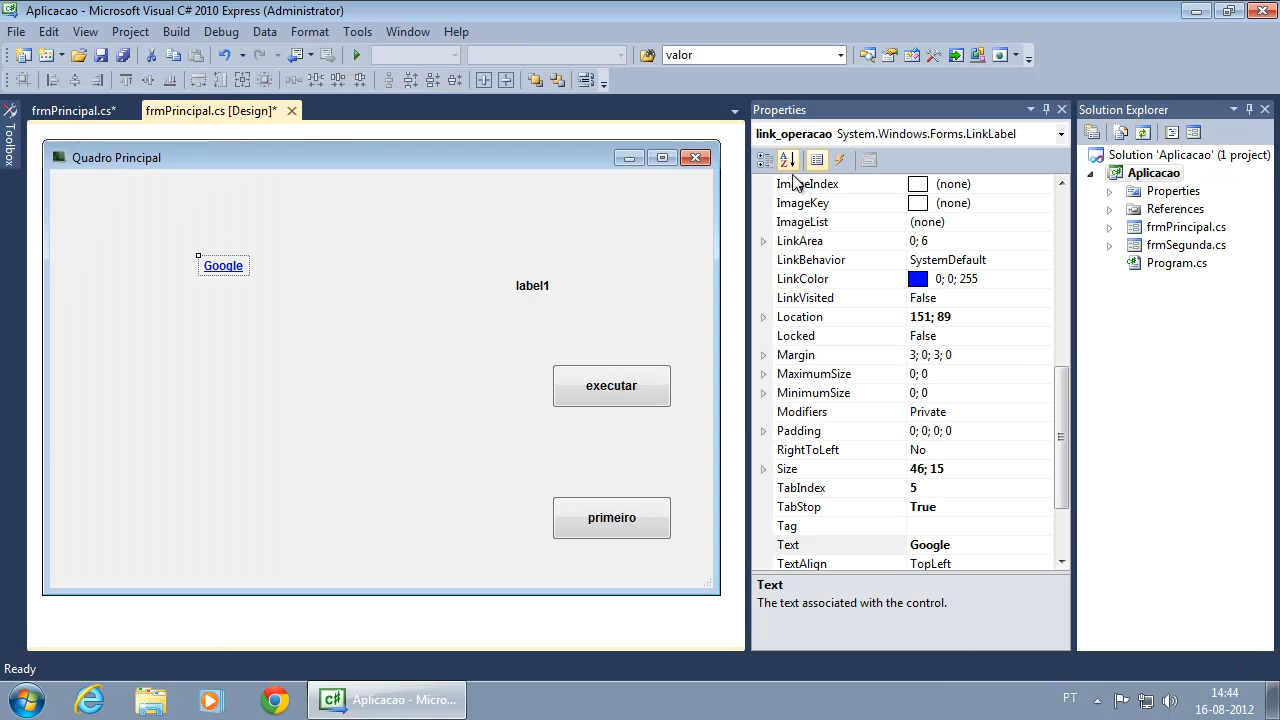 Aplicacao - Microsoft Visual C# 2010 Express (Administrator)
File Edit View Project Build Debug Data Format Tools Window Help
valor
frmPrincipal.cs*
frmPrincipal.cs [Design]*
Toolbox
Quadro Principal
Google
label1
executar
primeiro
Properties
link_operacao System.Windows.Forms.LinkLabel
ImageIndex (none)
ImageKey (none)
ImageList (none)
LinkArea 0; 6
LinkBehavior SystemDefault
LinkColor 0; 0; 255
LinkVisited False
Location 151; 89
Locked False
Margin 3; 0; 3; 0
MaximumSize 0; 0
MinimumSize 0; 0
Modifiers Private
Padding 0; 0; 0; 0
RightToLeft No
Size 46; 15
TabIndex 5
TabStop True
Tag
Text Google
TextAlign TopLeft
Text
The text associated with the control.
Solution Explorer
Solution 'Aplicacao' (1 project)
Aplicacao
Properties
References
frmPrincipal.cs
frmSegunda.cs
Program.cs
Ready
Aplicacao - Micro...
PT
14:44
16-08-2012